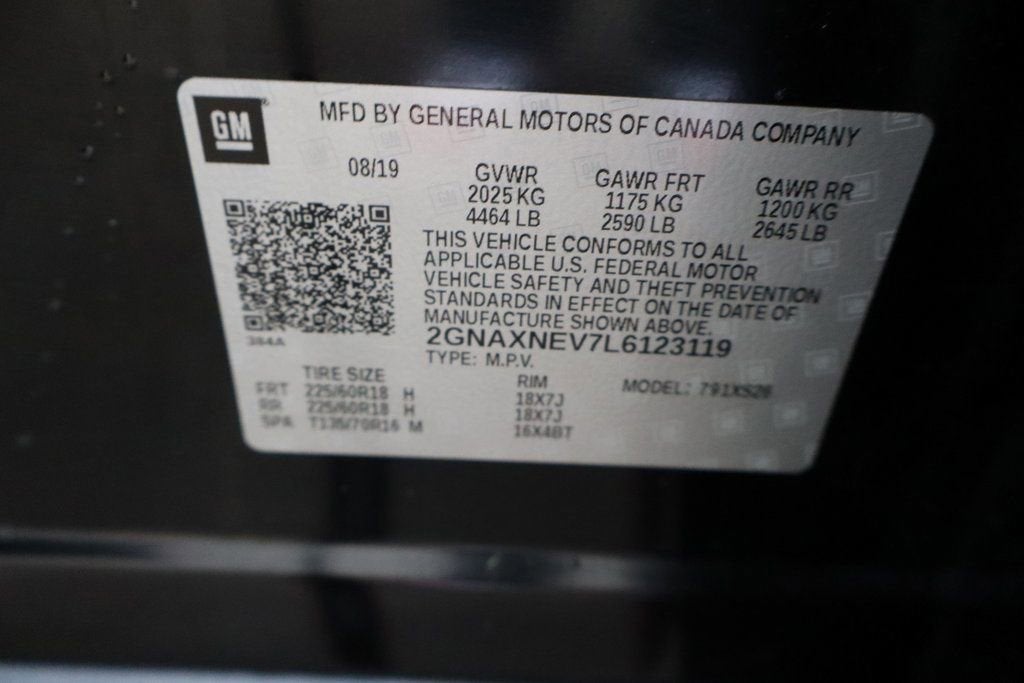 GM
MFD BY GENERAL MOTORS OF CANADA COMPANY
08/19
GVWR
2025 KG
4464 LB
GAWR FRT
1175 KG
2590 LB
GAWR RR
1200 KG
2645 LB
THIS VEHICLE CONFORMS TO ALL
APPLICABLE U.S. FEDERAL MOTOR
VEHICLE SAFETY AND THEFT PREVENTION
STANDARDS IN EFFECT ON THE DATE OF
MANUFACTURE SHOWN ABOVE.
2GNAXNEV7L6123119
TYPE: M.P.V.
384A
TIRE SIZE RIM MODEL: 791XS26
FRT 225/60R18 H 18X7J
RR 225/60R18 H 18X7J
SPA T135/70R16 M 16X4BT